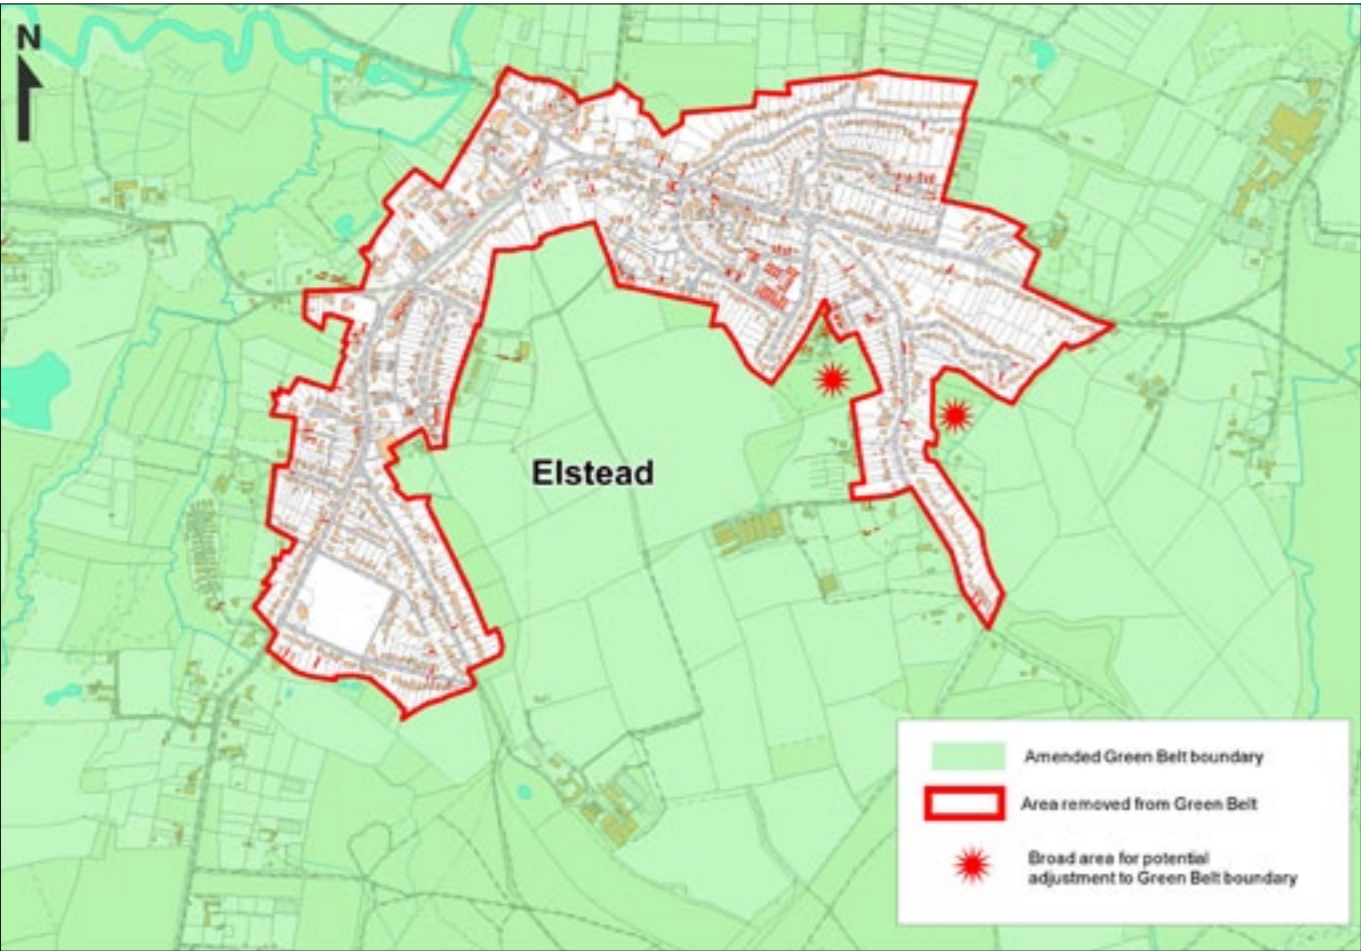 N
Elstead
Amended Green Belt boundary
Area removed from Green Belt
Broad area for potential
adjustment to Green Belt boundary